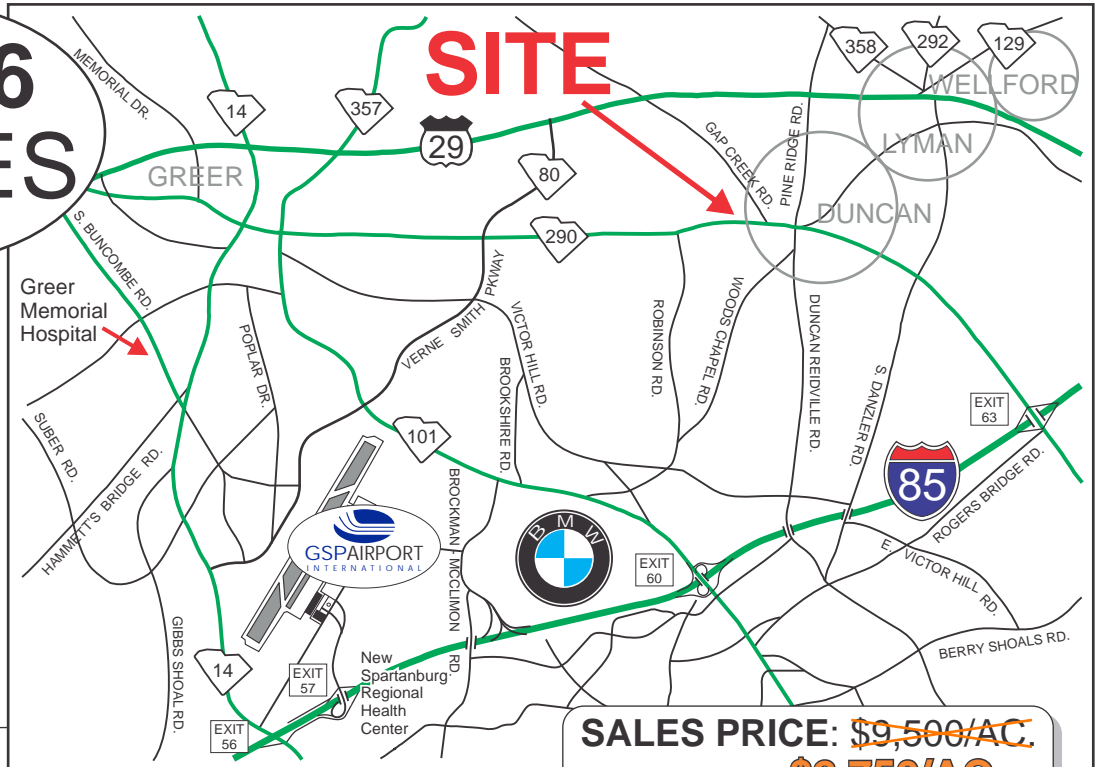 6
ES
SITE
MEMORIAL DR.
14
357
29
80
290
358
292
129
WELLFORD
LYMAN
DUNCAN
GREER
GAP CREEK RD.
PINE RIDGE RD.
S. BUNCOMBE RD.
Greer
Memorial
Hospital
POPLAR DR.
VERNE SMITH PKWAY
VICTOR HILL RD.
BROOKSHIRE RD.
ROBINSON RD.
WOODS CHAPEL RD.
DUNCAN REIDVILLE RD.
S. DANZLER RD.
EXIT
63
85
SUBER RD.
HAMMETT'S BRIDGE RD.
101
BROCKMAN - MCCLIMON RD.
GSPAIRPORT
INTERNATIONAL
BMW
EXIT
60
ROGERS BRIDGE RD.
E. VICTOR HILL RD.
BERRY SHOALS RD.
GIBBS SHOAL RD.
14
EXIT
57
New
Spartanburg
Regional
Health
Center
EXIT
56
SALES PRICE: $9,500/AC.